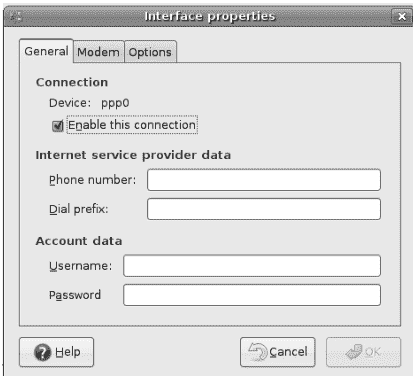 Interface properties
General Modem Options
Connection
Device: ppp0
Enable this connection
Internet service provider data
Phone number:
Dial prefix:
Account data
Username:
Password
Help Cancel OK